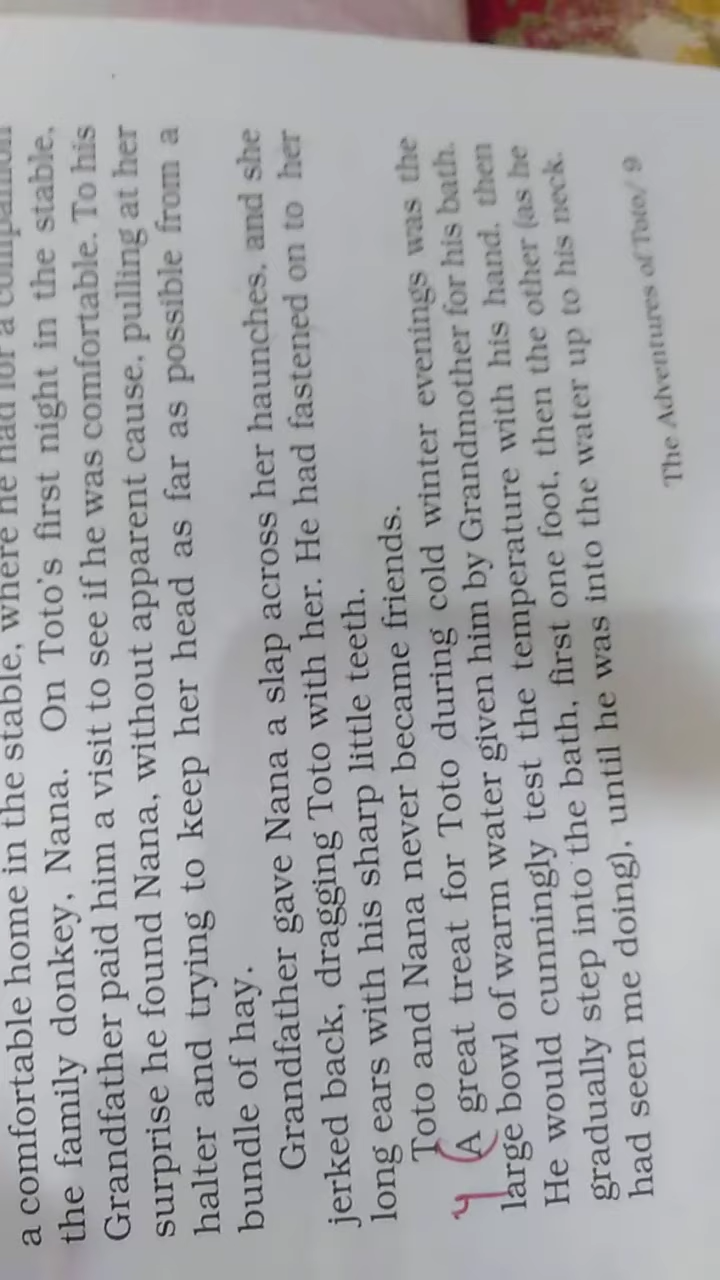 a comfortable home in the stable, where he had for a companion
the family donkey, Nana. On Toto's first night in the stable,
Grandfather paid him a visit to see if he was comfortable. To his
surprise he found Nana, without apparent cause, pulling at her
halter and trying to keep her head as far as possible from a
bundle of hay.
Grandfather gave Nana a slap across her haunches, and she
jerked back, dragging Toto with her. He had fastened on to her
long ears with his sharp little teeth.
Toto and Nana never became friends.
A great treat for Toto during cold winter evenings was the
large bowl of warm water given him by Grandmother for his bath.
He would cunningly test the temperature with his hand, then
gradually step into the bath, first one foot, then the other (as he
had seen me doing), until he was into the water up to his neck.
The Adventures of Toto/ 9